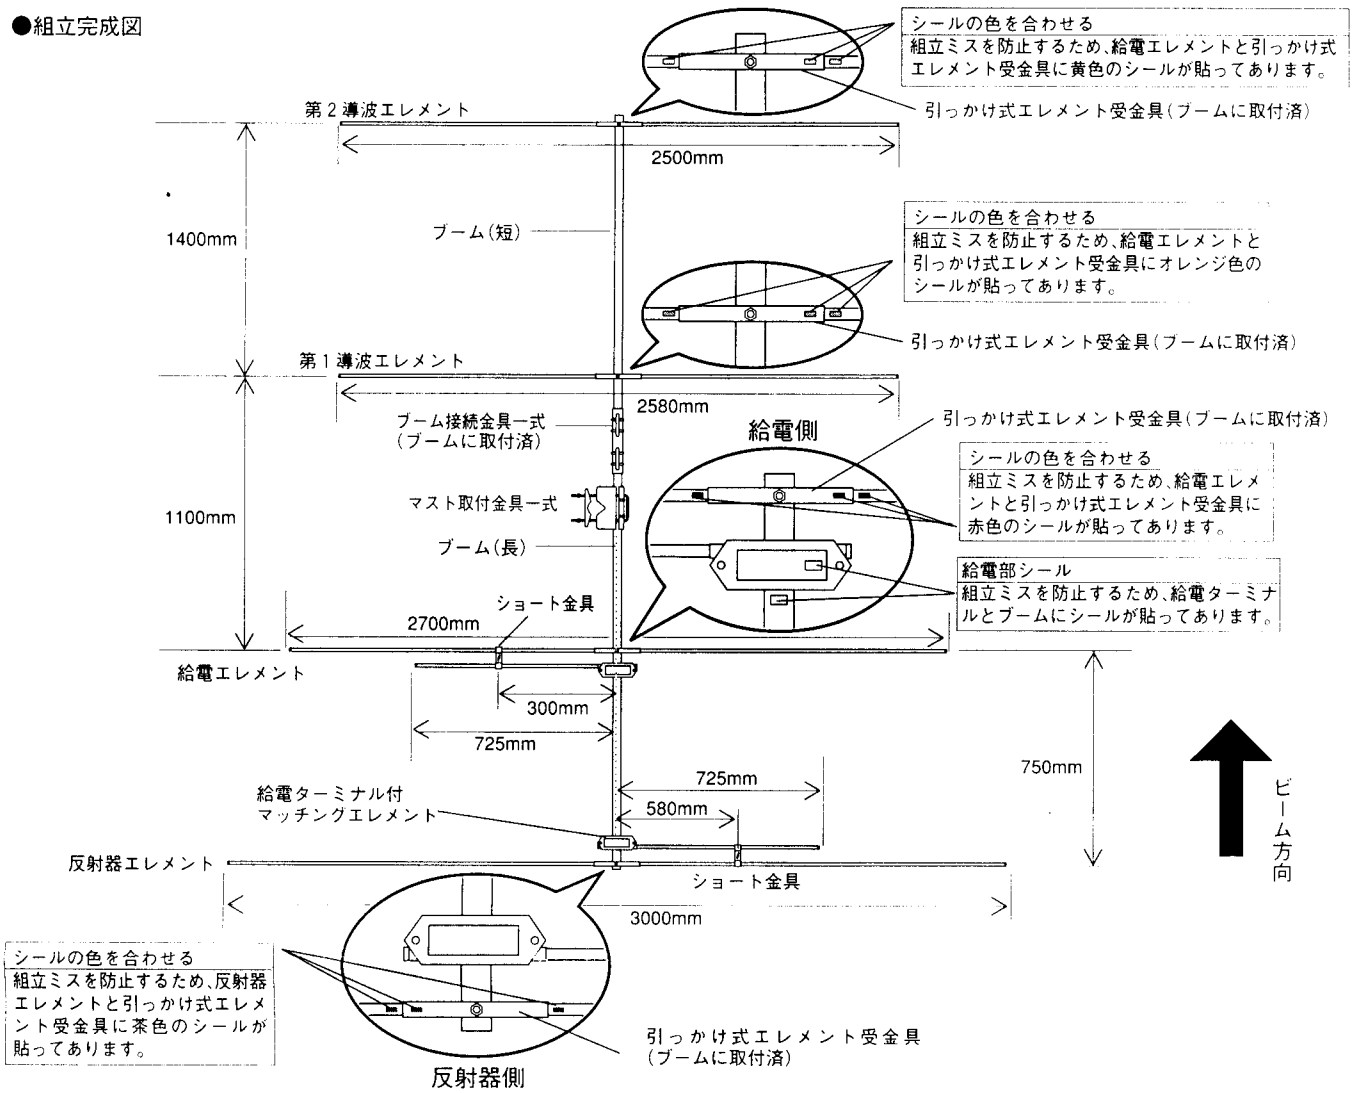 ●組立完成図
シールの色を合わせる
組立ミスを防止するため、給電エレメントと引っかけ式
エレメント受金具に黄色のシールが貼ってあります。
引っかけ式エレメント受金具(ブームに取付済)
第2導波エレメント
2500mm
1400mm
ブーム(短)
シールの色を合わせる
組立ミスを防止するため、給電エレメントと
引っかけ式エレメント受金具にオレンジ色の
シールが貼ってあります。
引っかけ式エレメント受金具(ブームに取付済)
第1導波エレメント
2580mm
ブーム接続金具一式
(ブームに取付済)
給電側
引っかけ式エレメント受金具(ブームに取付済)
シールの色を合わせる
組立ミスを防止するため、給電エレメ
ントと引っかけ式エレメント受金具に
赤色のシールが貼ってあります。
マスト取付金具一式
1100mm
ブーム(長)
給電部シール
組立ミスを防止するため、給電ターミナ
ルとブームにシールが貼ってあります。
ショート金具
2700mm
給電エレメント
300mm
725mm
750mm
725mm
580mm
ビーム方向
給電ターミナル付
マッチングエレメント
反射器エレメント
ショート金具
3000mm
シールの色を合わせる
組立ミスを防止するため、反射器
エレメントと引っかけ式エレメ
ント受金具に茶色のシールが
貼ってあります。
引っかけ式エレメント受金具
(ブームに取付済)
反射器側